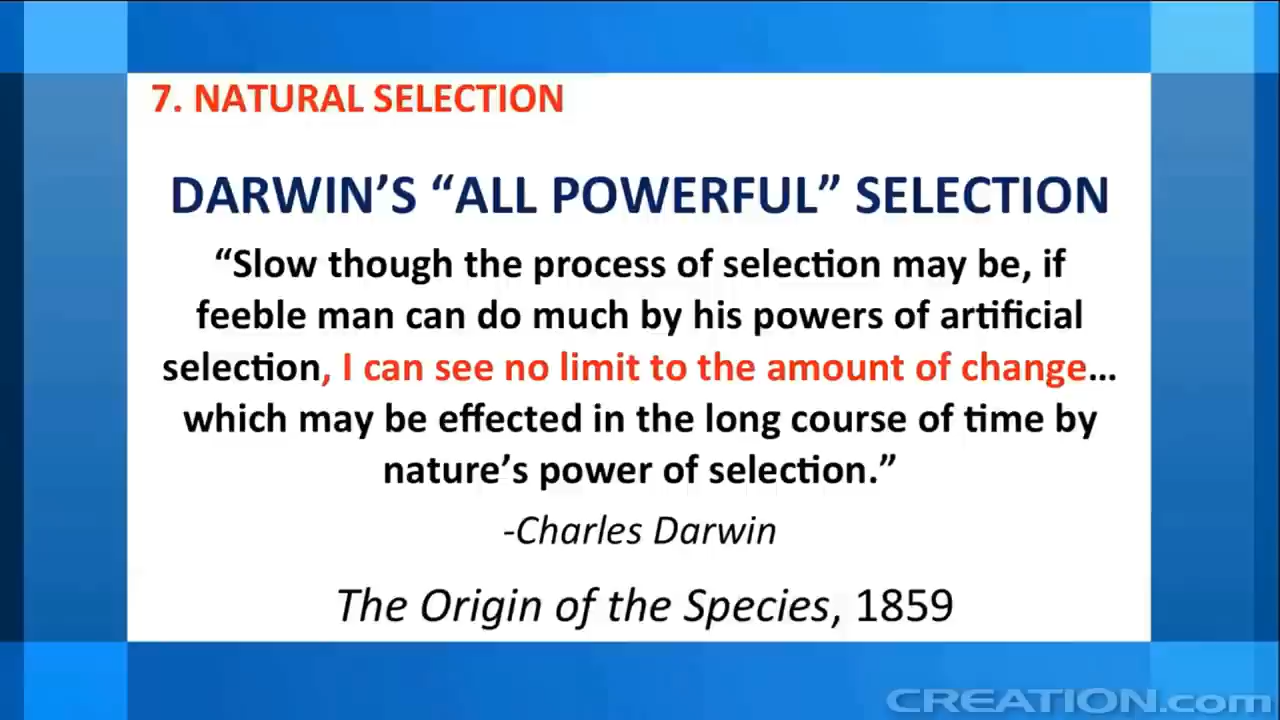 7. NATURAL SELECTION
DARWIN’S “ALL POWERFUL” SELECTION
“Slow though the process of selection may be, if
feeble man can do much by his powers of artificial
selection, I can see no limit to the amount of change…
which may be effected in the long course of time by
nature’s power of selection.”
-Charles Darwin
The Origin of the Species, 1859
CREATION.com